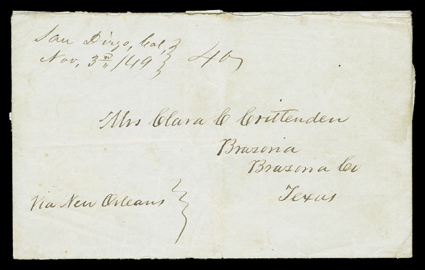 San Diego, Cal,
Nov, 3rd /49
40
Mrs Clara C Crittenden
Brazoria
Brazoria Co
Texas
Via New Orleans